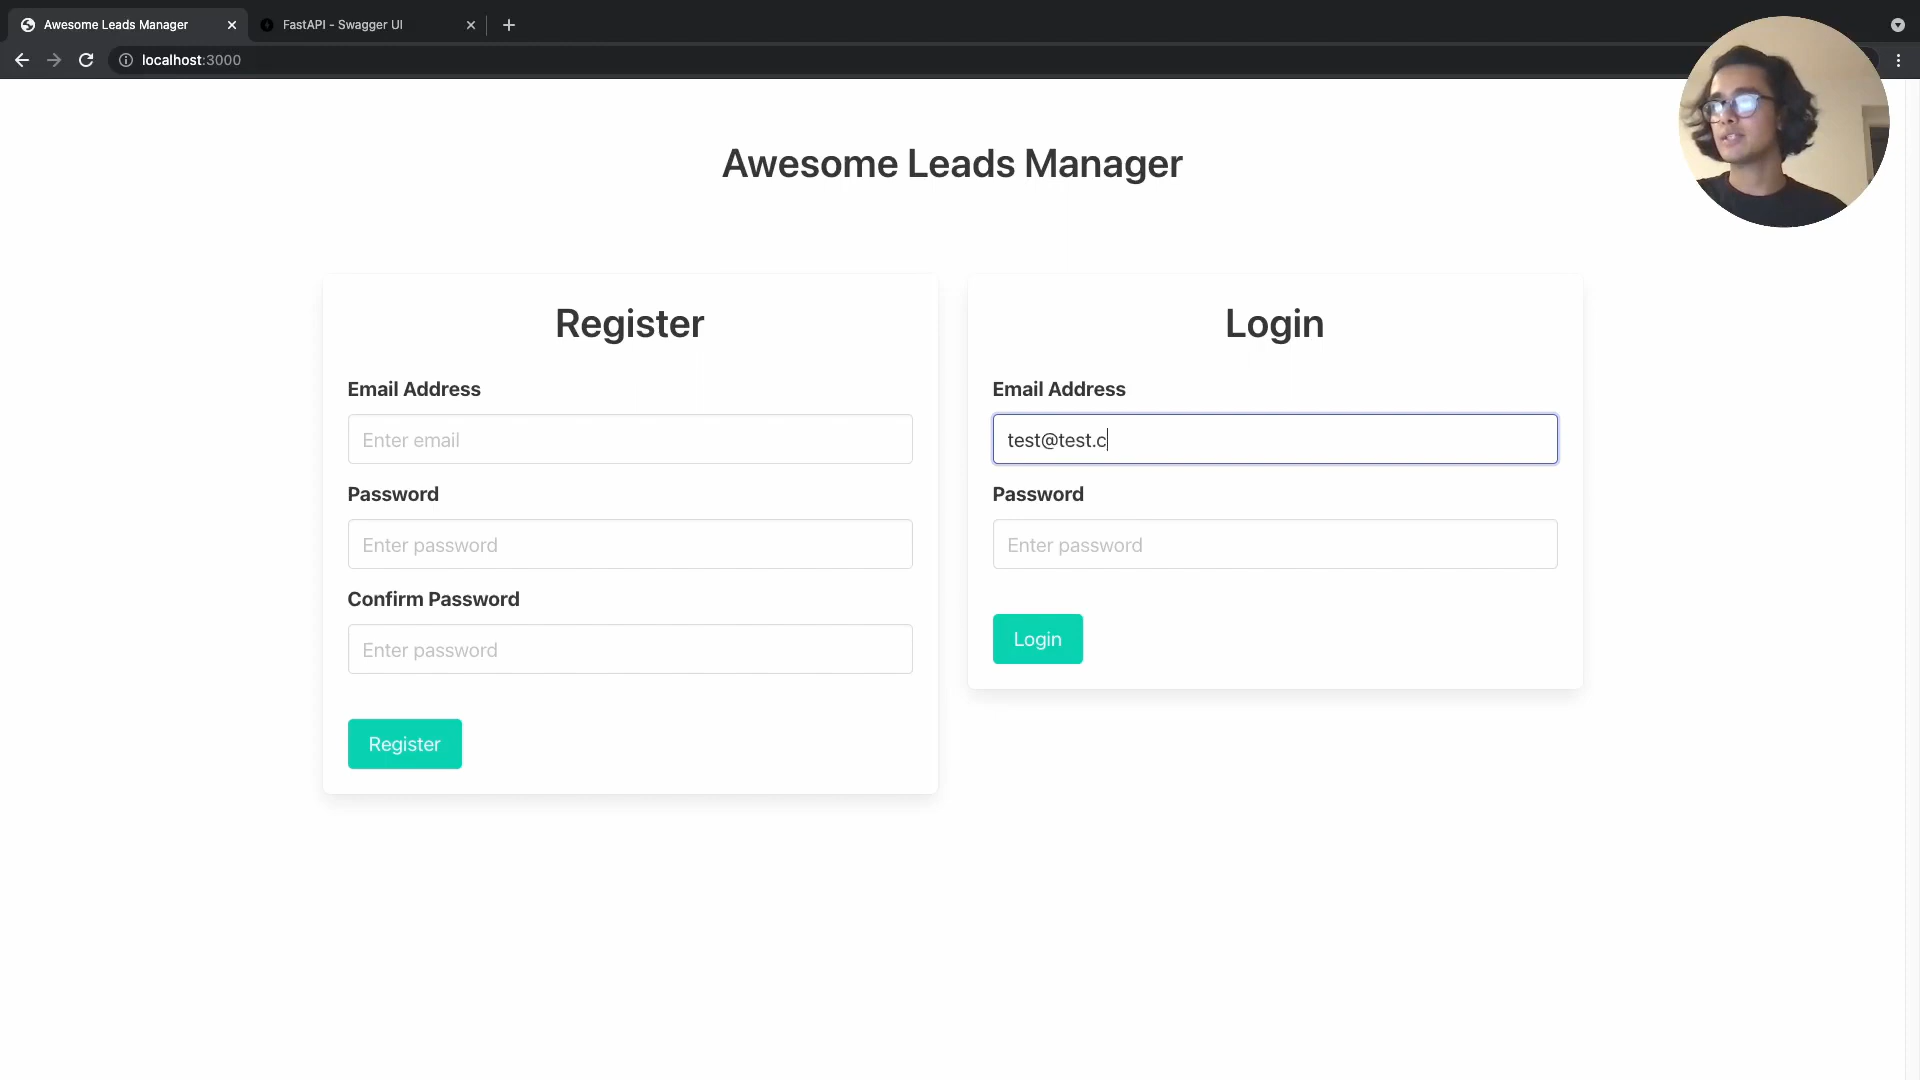 Awesome Leads Manager
FastAPI - Swagger UI
localhost:3000
Awesome Leads Manager
Register
Email Address
Enter email
Password
Enter password
Confirm Password
Enter password
Register
Login
Email Address
test@test.c
Password
Enter password
Login